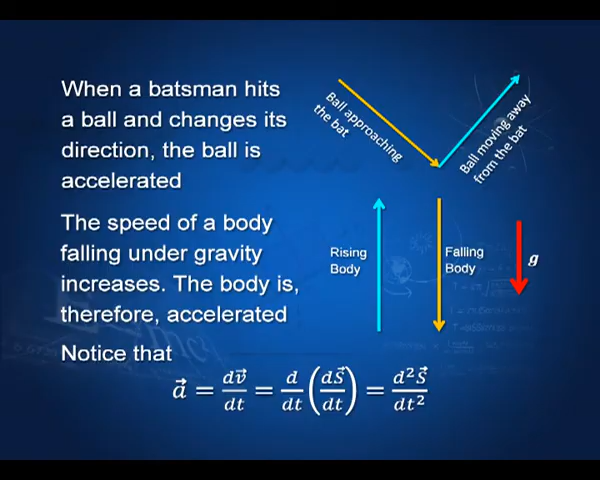 When a batsman hits
a ball and changes its
direction, the ball is
accelerated
Ball approaching
the bat
Ball moving away
from the bat
The speed of a body
falling under gravity
increases. The body is,
therefore, accelerated
Rising
Body
Falling
Body
g
Notice that
a⃗ = dv⃗/dt = d/dt (dS⃗/dt) = d²S⃗/dt²